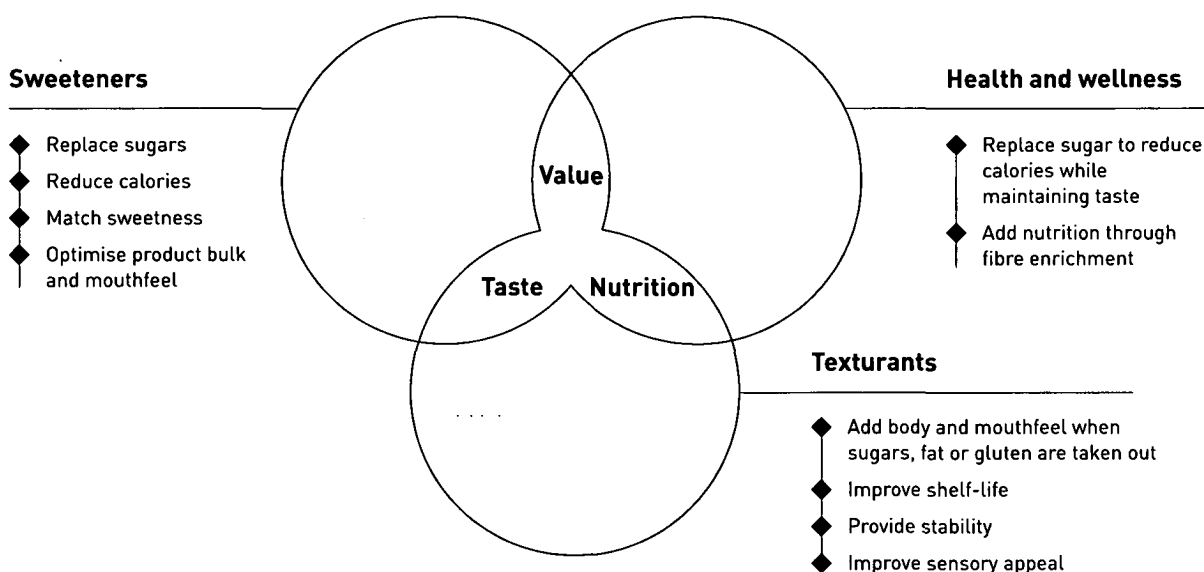 Sweeteners
Replace sugars
Reduce calories
Match sweetness
Optimise product bulk
and mouthfeel
Value
Taste
Nutrition
Health and wellness
Replace sugar to reduce
calories while
maintaining taste
Add nutrition through
fibre enrichment
Texturants
Add body and mouthfeel when
sugars, fat or gluten are taken out
Improve shelf-life
Provide stability
Improve sensory appeal